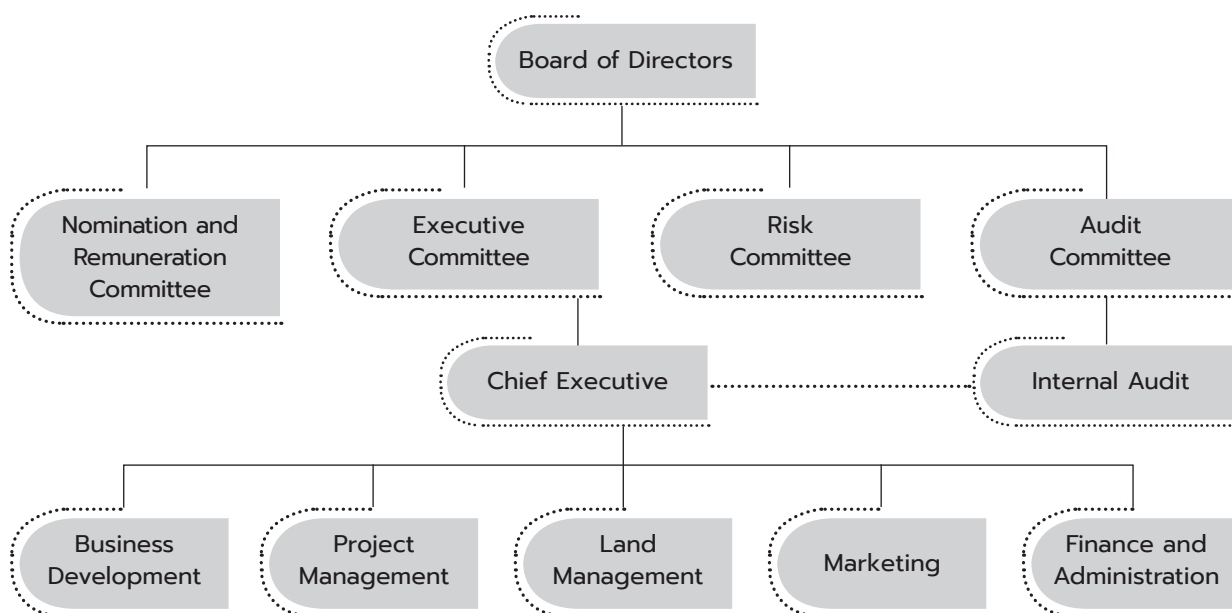 Board of Directors
Nomination and
Remuneration
Committee
Executive
Committee
Risk
Committee
Audit
Committee
Chief Executive
Internal Audit
Business
Development
Project
Management
Land
Management
Marketing
Finance and
Administration